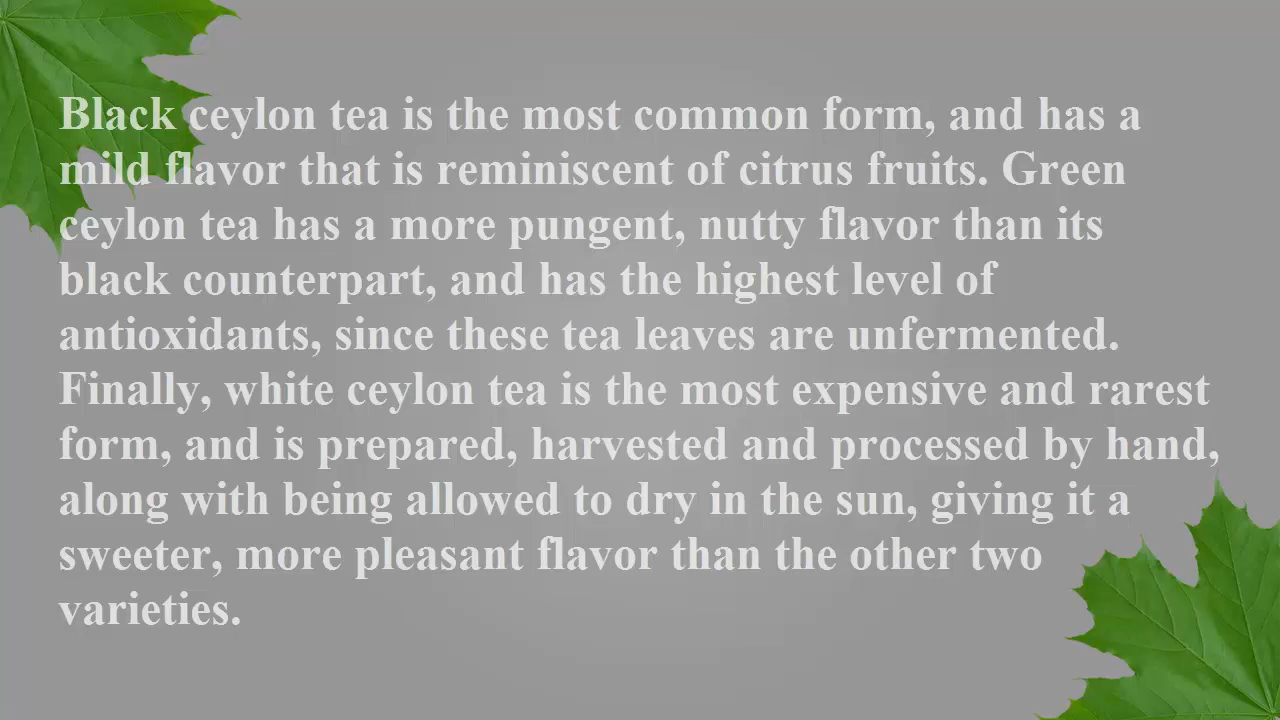 Black ceylon tea is the most common form, and has a
mild flavor that is reminiscent of citrus fruits. Green
ceylon tea has a more pungent, nutty flavor than its
black counterpart, and has the highest level of
antioxidants, since these tea leaves are unfermented.
Finally, white ceylon tea is the most expensive and rarest
form, and is prepared, harvested and processed by hand,
along with being allowed to dry in the sun, giving it a
sweeter, more pleasant flavor than the other two
varieties.